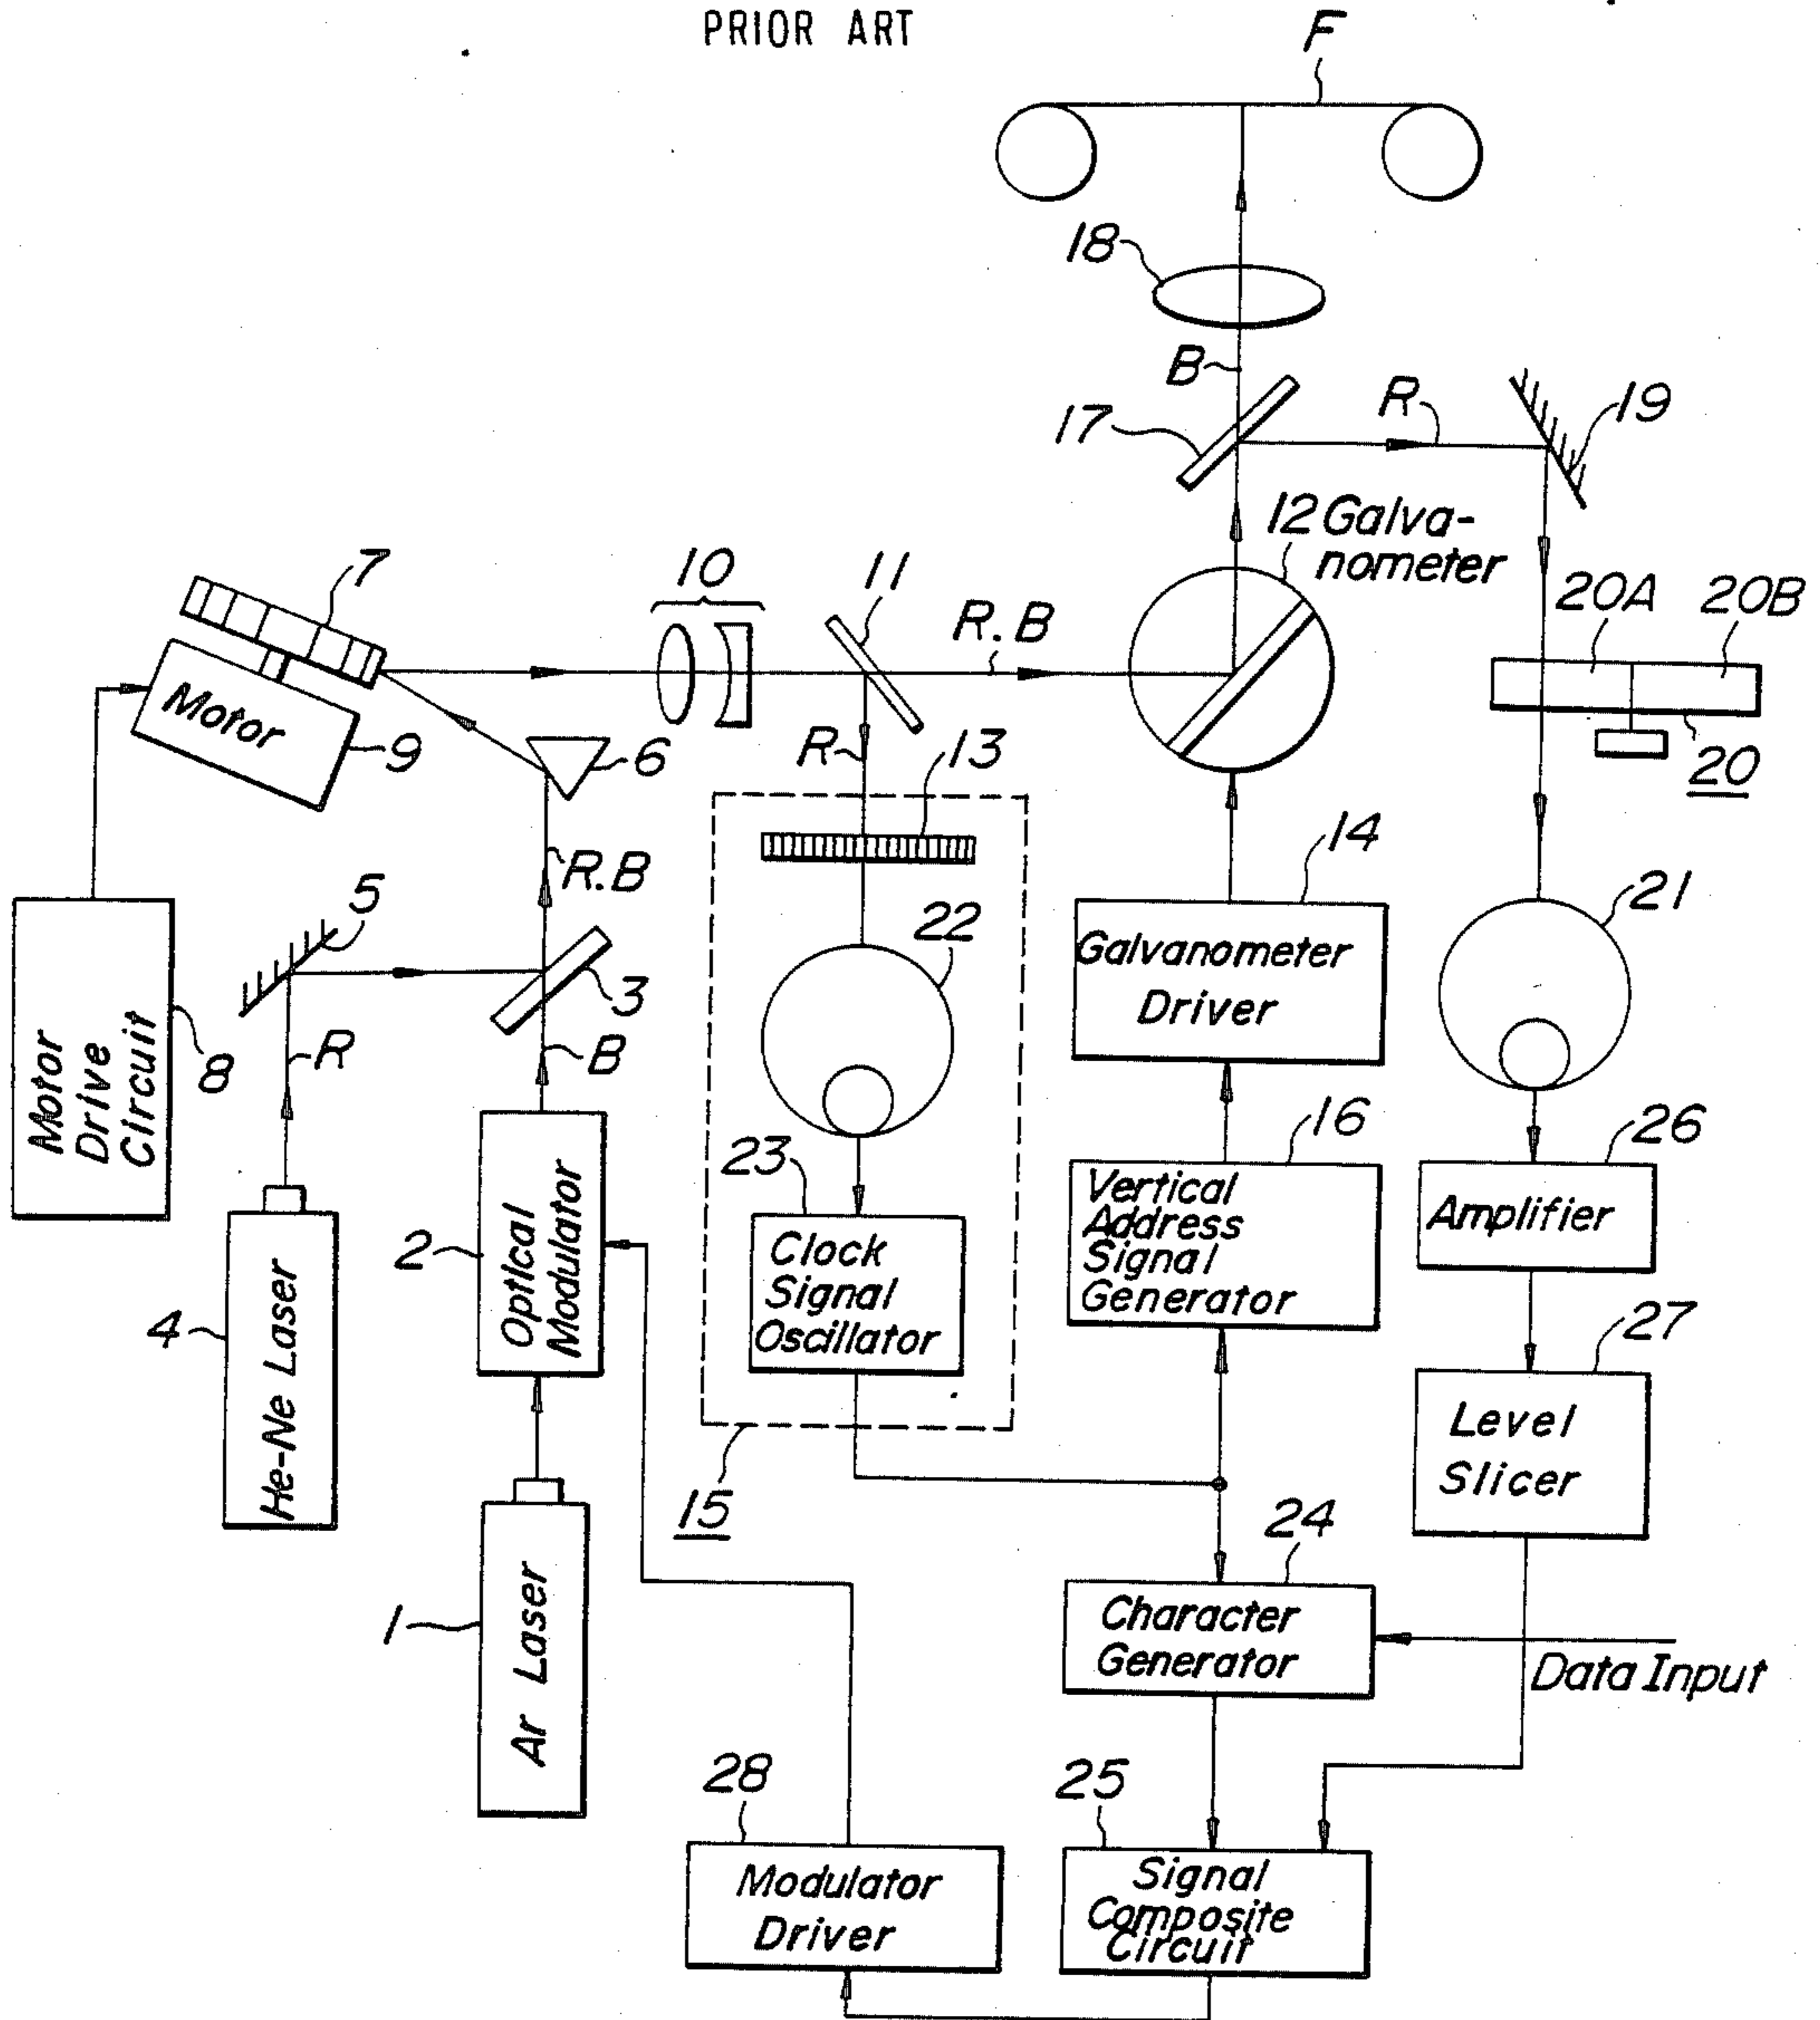 PRIOR ART
F
18
B
R
17
19
12 Galva-
nometer
7
10
11
R.B
20A
20B
Motor
9
6
R
13
20
14
5
R.B
22
21
3
Galvanometer
Driver
Motor
Drive
Circuit
8
R
B
16
26
23
Vertical
Address
Signal
Generator
Amplifier
2
Optical
Modulator
Clock
Signal
Oscillator
4
He-Ne Laser
27
Level
Slicer
15
24
1
Ar Laser
Character
Generator
Data Input
28
25
Modulator
Driver
Signal
Composite
Circuit